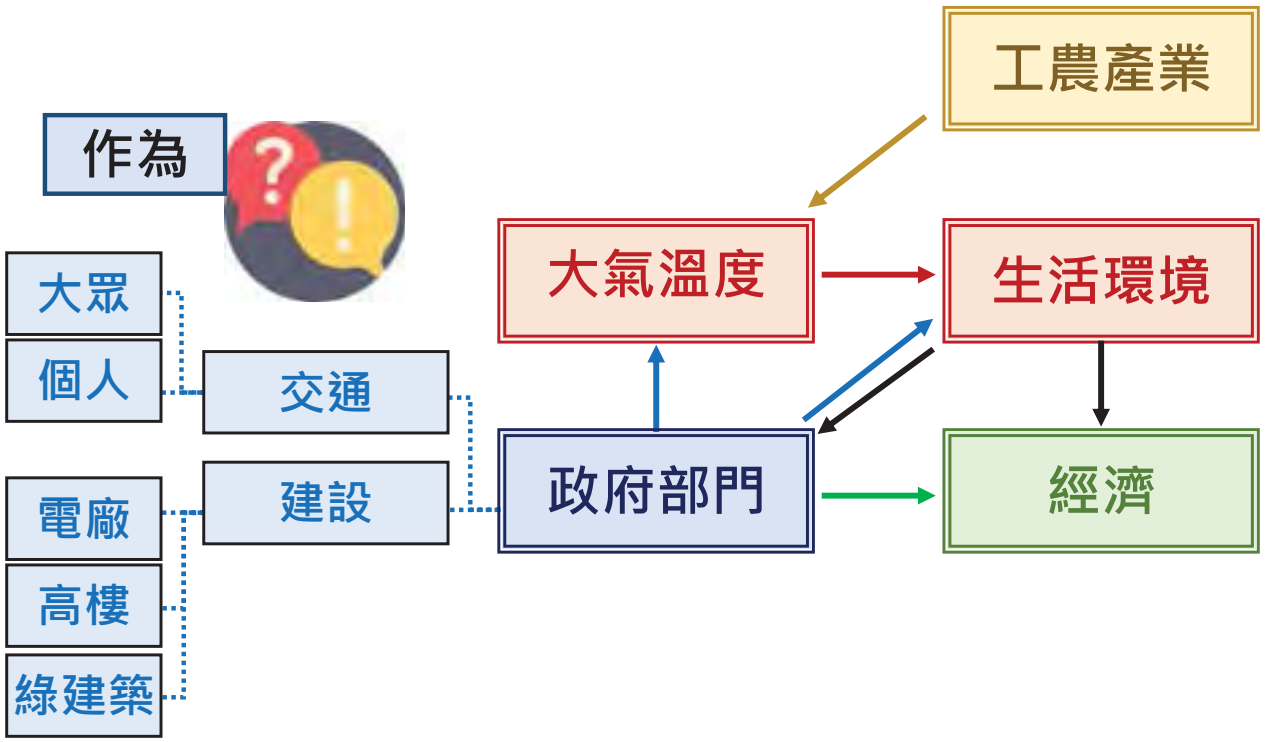 工農產業
作為
?
!
大氣溫度
生活環境
大眾
個人
交通
政府部門
經濟
建設
電廠
高樓
綠建築